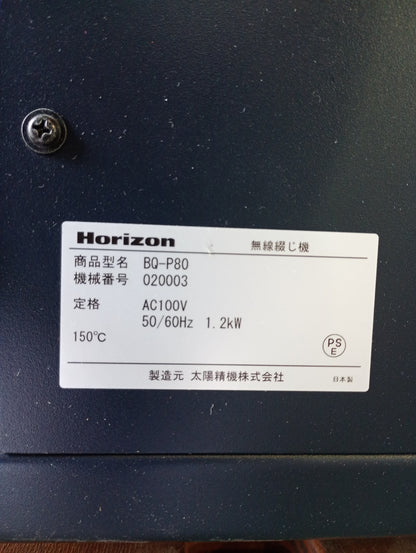 Horizon 無線綴じ機
商品型名 BQ-P80
機械番号 020003
定格 AC100V
50/60Hz 1.2kW
150℃
PS
E
製造元 太陽精機株式会社 日本製